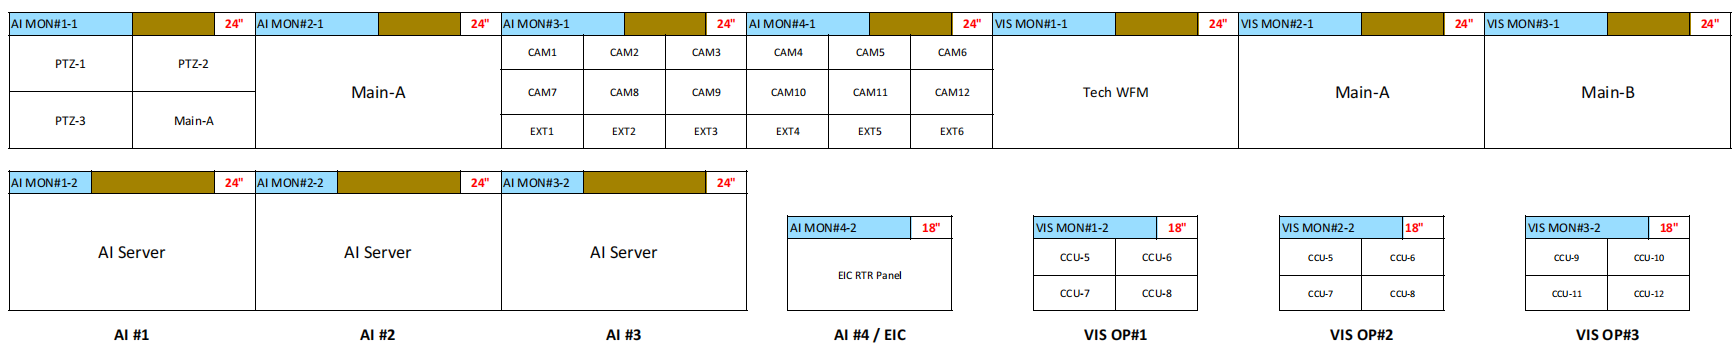 AI MON#1-1 24" AI MON#2-1 24" AI MON#3-1 24" AI MON#4-1 24" VIS MON#1-1 24" VIS MON#2-1 24" VIS MON#3-1 24"
PTZ-1 PTZ-2
PTZ-3 Main-A
Main-A
CAM1 CAM2 CAM3 CAM4 CAM5 CAM6
CAM7 CAM8 CAM9 CAM10 CAM11 CAM12
EXT1 EXT2 EXT3 EXT4 EXT5 EXT6
Tech WFM
Main-A
Main-B
AI MON#1-2 24" AI MON#2-2 24" AI MON#3-2 24"
AI Server AI Server AI Server
AI MON#4-2 18" VIS MON#1-2 18" VIS MON#2-2 18" VIS MON#3-2 18"
EIC RTR Panel
CCU-5 CCU-6
CCU-7 CCU-8
CCU-5 CCU-6
CCU-7 CCU-8
CCU-9 CCU-10
CCU-11 CCU-12
AI #1 AI #2 AI #3 AI #4 / EIC VIS OP#1 VIS OP#2 VIS OP#3